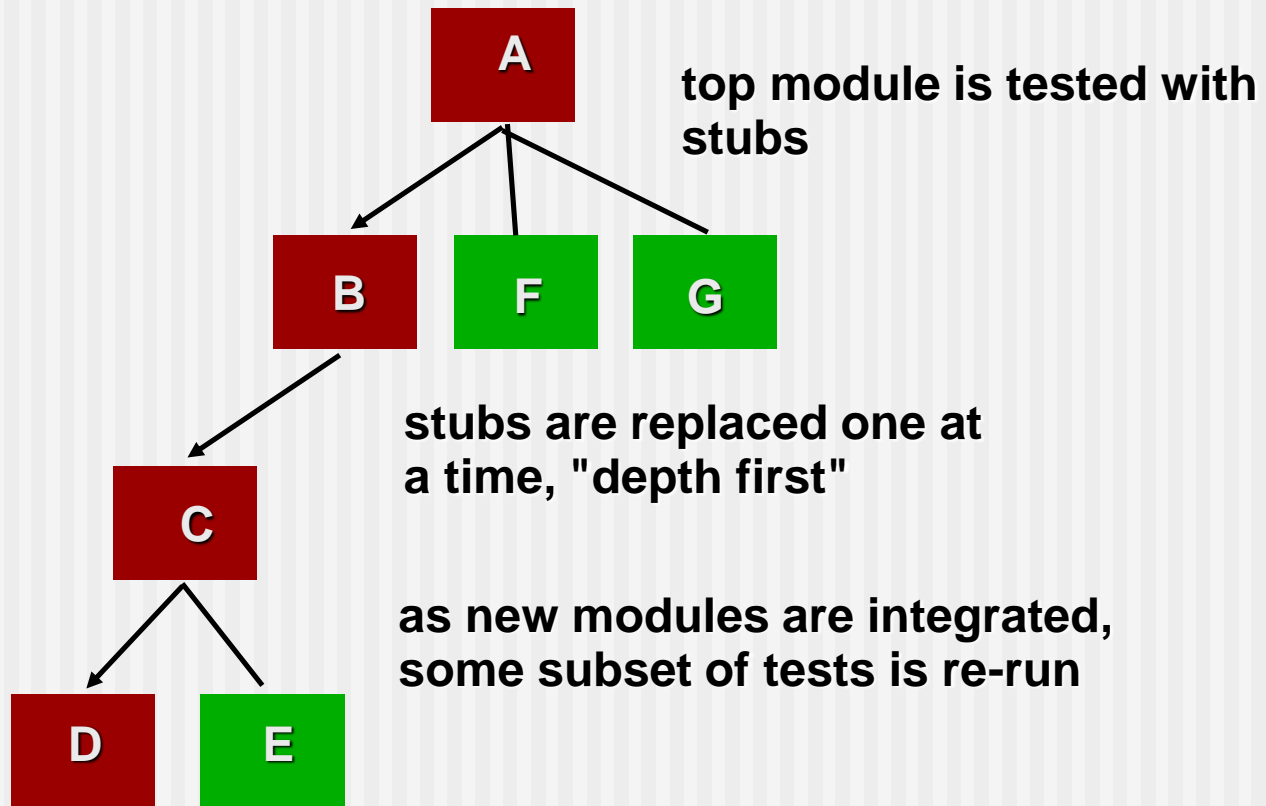 A
top module is tested with
stubs
B
F
G
stubs are replaced one at
a time, "depth first"
C
as new modules are integrated,
some subset of tests is re-run
D
E